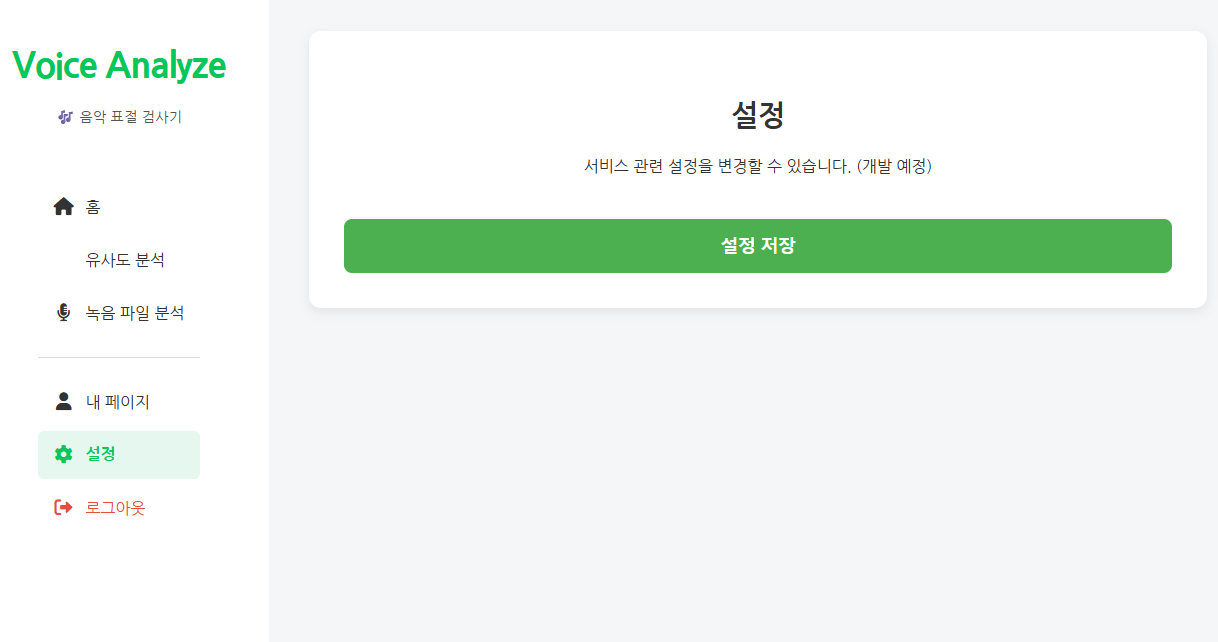 Voice Analyze
음악 표절 검사기
홈
유사도 분석
녹음 파일 분석
내 페이지
설정
로그아웃
설정
서비스 관련 설정을 변경할 수 있습니다. (개발 예정)
설정 저장